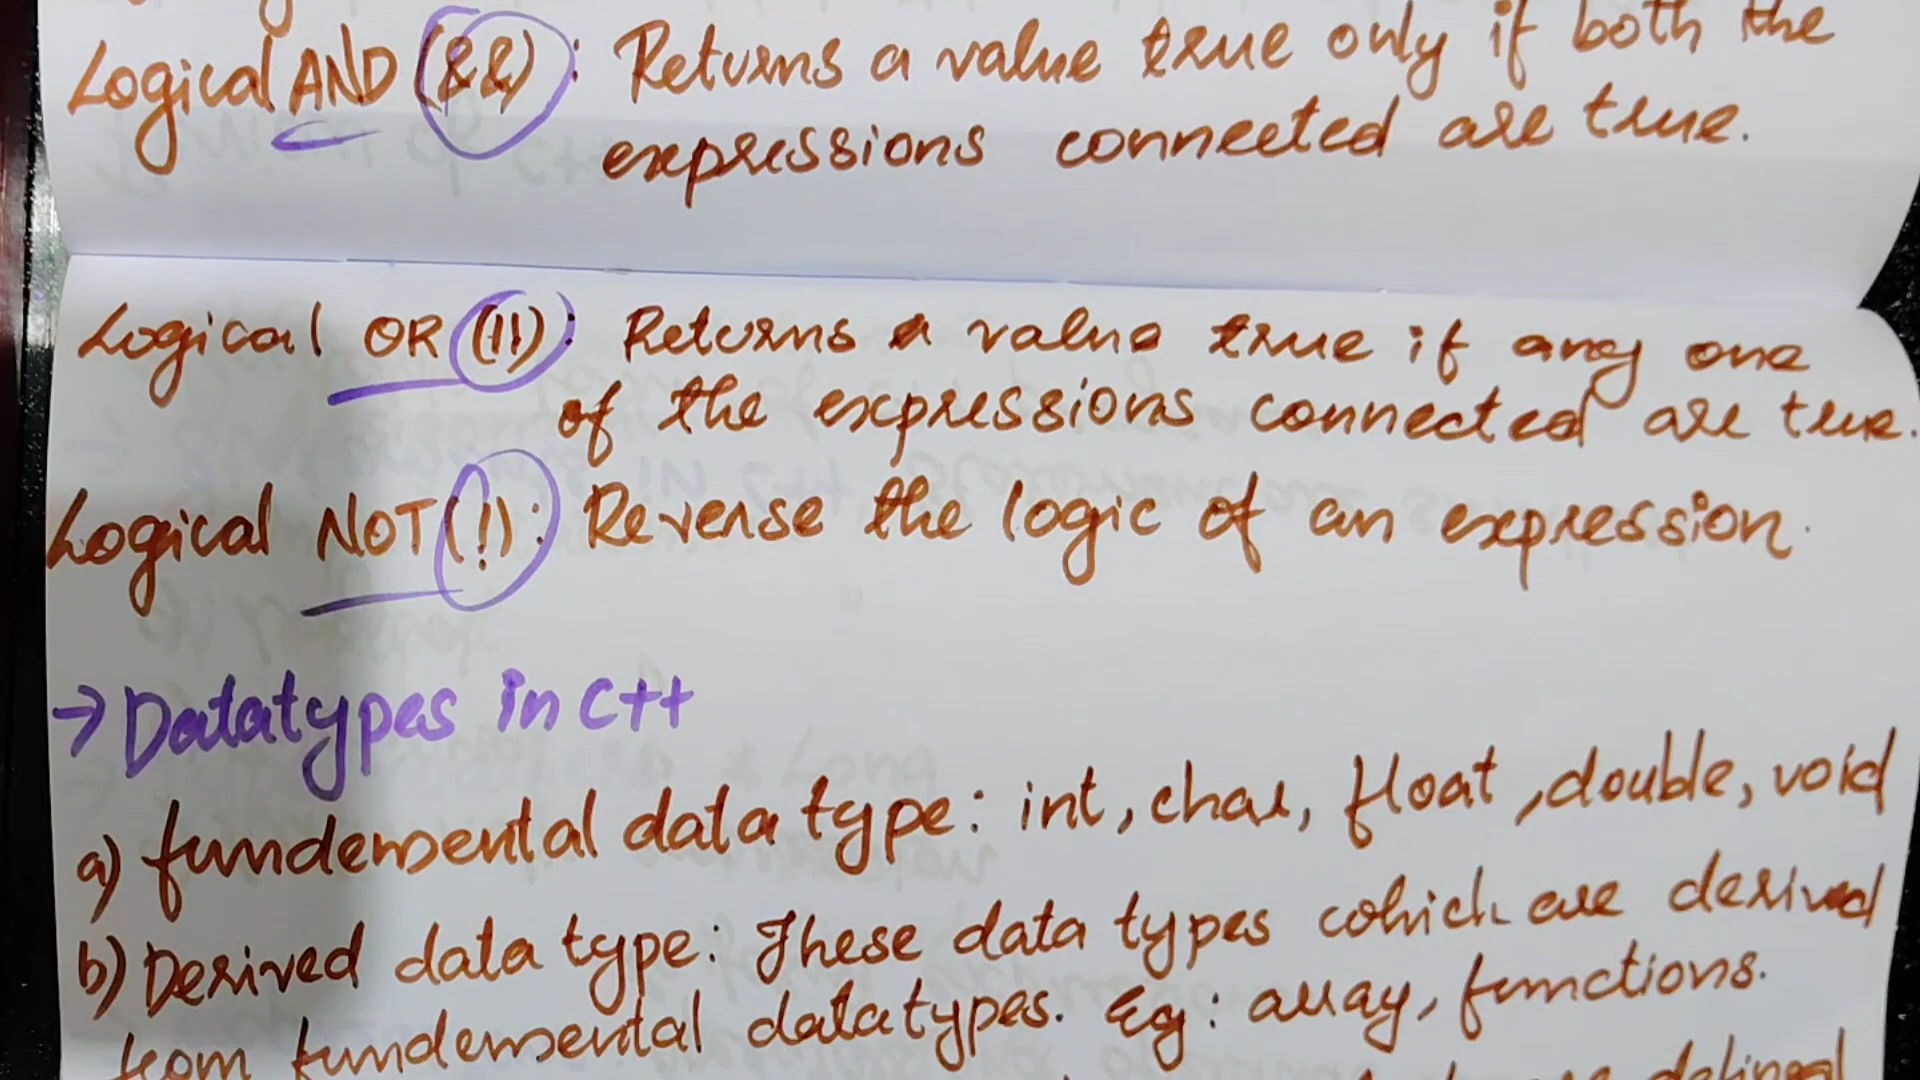 Logical AND (&&): Returns a value true only if both the
expressions connected are true.
Logical OR (||): Returns a value true if any one
of the expressions connected are true.
Logical NOT (!): Reverse the logic of an expression.
→ Datatypes in C++
a) fundemental data type: int, char, float, double, void
b) Derived data type: These data types which are derived
from fundemental datatypes. Eg: array, functions.
defined